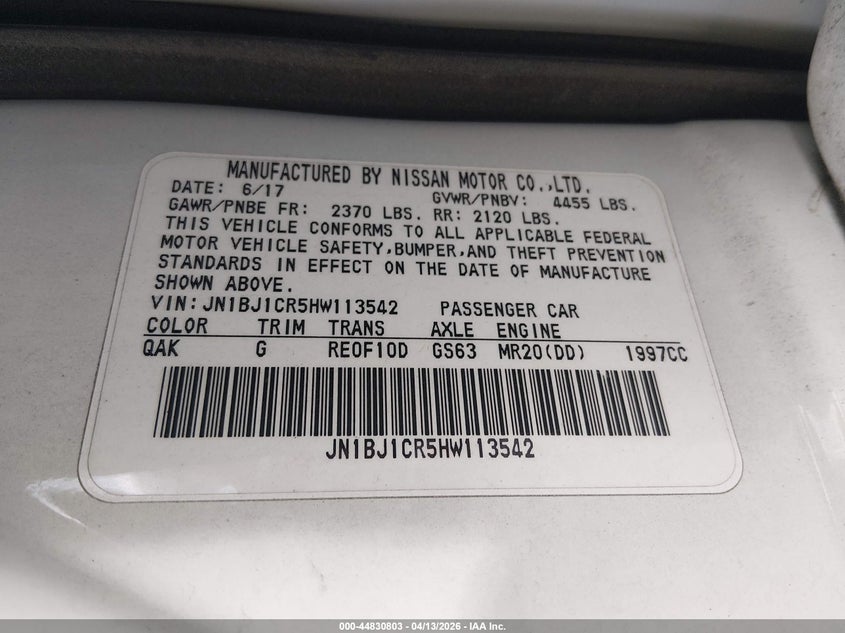 MANUFACTURED BY NISSAN MOTOR CO.,LTD.
DATE: 6/17 GVWR/PNBV: 4455 LBS.
GAWR/PNBE FR: 2370 LBS. RR: 2120 LBS.
THIS VEHICLE CONFORMS TO ALL APPLICABLE FEDERAL
MOTOR VEHICLE SAFETY,BUMPER,AND THEFT PREVENTION
STANDARDS IN EFFECT ON THE DATE OF MANUFACTURE
SHOWN ABOVE.
VIN:JN1BJ1CR5HW113542 PASSENGER CAR
COLOR TRIM TRANS AXLE ENGINE
QAK G RE0F10D GS63 MR20(DD) 1997CC
JN1BJ1CR5HW113542
000-44830803 - 04/13/2026 - IAA Inc.